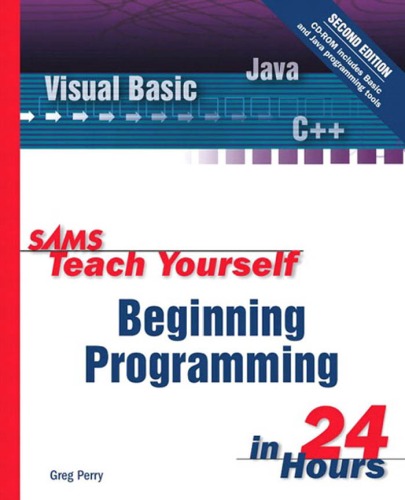 SECOND EDITION
CD-ROM includes Basic
and Java programming tools
Java
Visual Basic
C++
SAMS
Teach Yourself
Beginning
Programming
in 24
Hours
Greg Perry